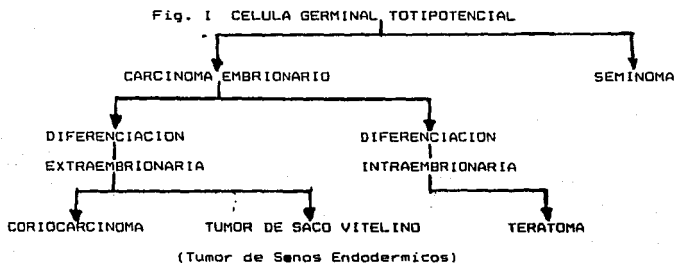 Fig. I CELULA GERMINAL TOTIPOTENCIAL
CARCINOMA EMBRIONARIO SEMINOMA
DIFERENCIACION DIFERENCIACION
EXTRAEMBRIONARIA INTRAEMBRIONARIA
CORIOCARCINOMA TUMOR DE SACO VITELINO TERATOMA
(Tumor de Senos Endodermicos)